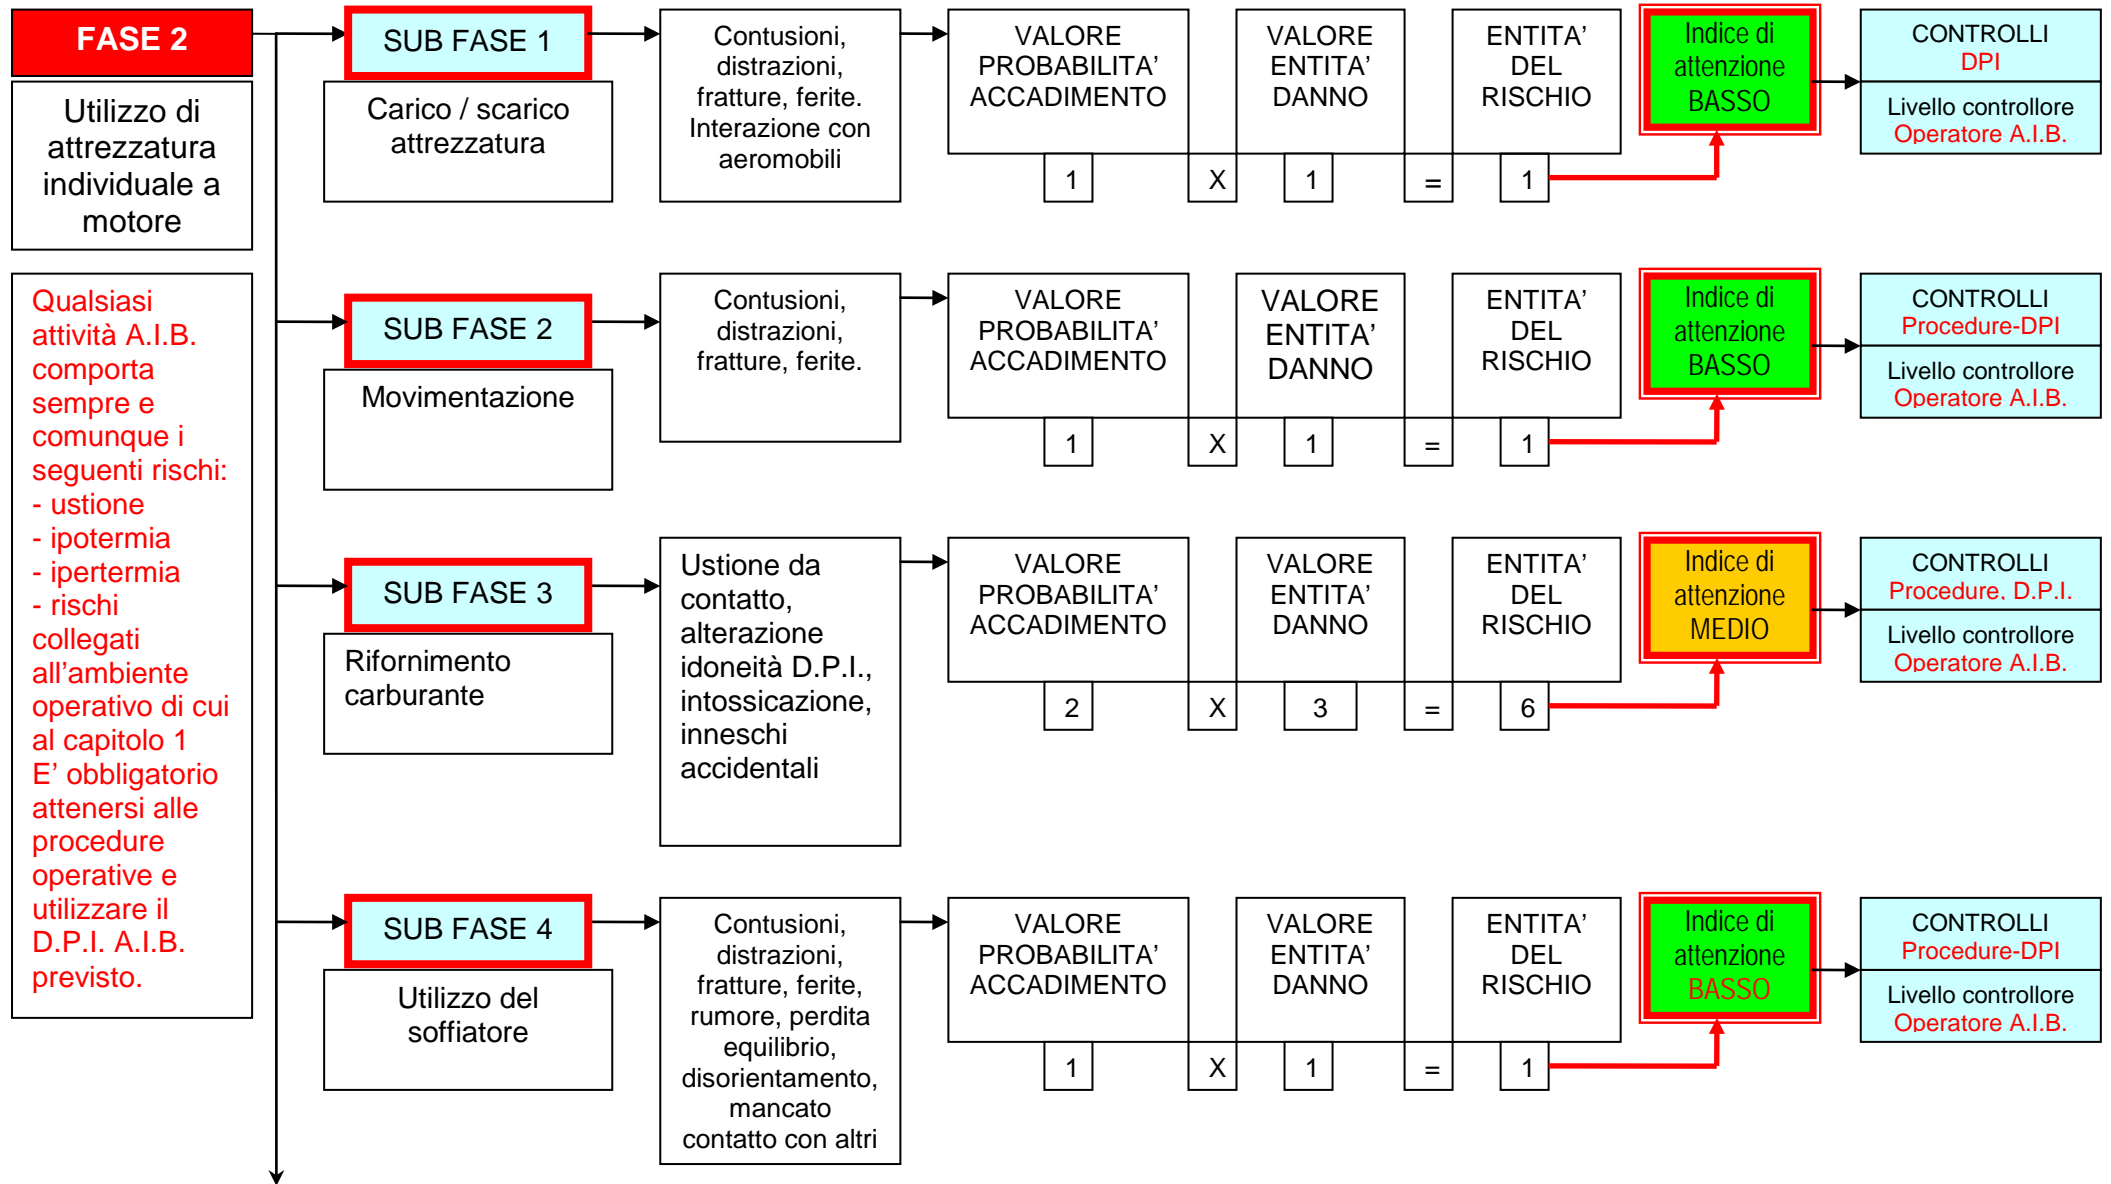 FASE 2
Utilizzo di
attrezzatura
individuale a
motore
Qualsiasi
attività A.I.B.
comporta
sempre e
comunque i
seguenti rischi:
- ustione
- ipotermia
- ipertermia
- rischi
collegati
all’ambiente
operativo di cui
al capitolo 1
E’ obbligatorio
attenersi alle
procedure
operative e
utilizzare il
D.P.I. A.I.B.
previsto.
SUB FASE 1
Carico / scarico
attrezzatura
Contusioni,
distrazioni,
fratture, ferite.
Interazione con
aeromobili
VALORE
PROBABILITA’
ACCADIMENTO
VALORE
ENTITA’
DANNO
ENTITA’
DEL
RISCHIO
1 X 1 = 1
Indice di
attenzione
BASSO
CONTROLLI
DPI
Livello controllore
Operatore A.I.B.
SUB FASE 2
Movimentazione
Contusioni,
distrazioni,
fratture, ferite.
VALORE
PROBABILITA’
ACCADIMENTO
VALORE
ENTITA’
DANNO
ENTITA’
DEL
RISCHIO
1 X 1 = 1
Indice di
attenzione
BASSO
CONTROLLI
Procedure-DPI
Livello controllore
Operatore A.I.B.
SUB FASE 3
Rifornimento
carburante
Ustione da
contatto,
alterazione
idoneità D.P.I.,
intossicazione,
inneschi
accidentali
VALORE
PROBABILITA’
ACCADIMENTO
VALORE
ENTITA’
DANNO
ENTITA’
DEL
RISCHIO
2 X 3 = 6
Indice di
attenzione
MEDIO
CONTROLLI
Procedure, D.P.I.
Livello controllore
Operatore A.I.B.
SUB FASE 4
Utilizzo del
soffiatore
Contusioni,
distrazioni,
fratture, ferite,
rumore, perdita
equilibrio,
disorientamento,
mancato
contatto con altri
VALORE
PROBABILITA’
ACCADIMENTO
VALORE
ENTITA’
DANNO
ENTITA’
DEL
RISCHIO
1 X 1 = 1
Indice di
attenzione
BASSO
CONTROLLI
Procedure-DPI
Livello controllore
Operatore A.I.B.